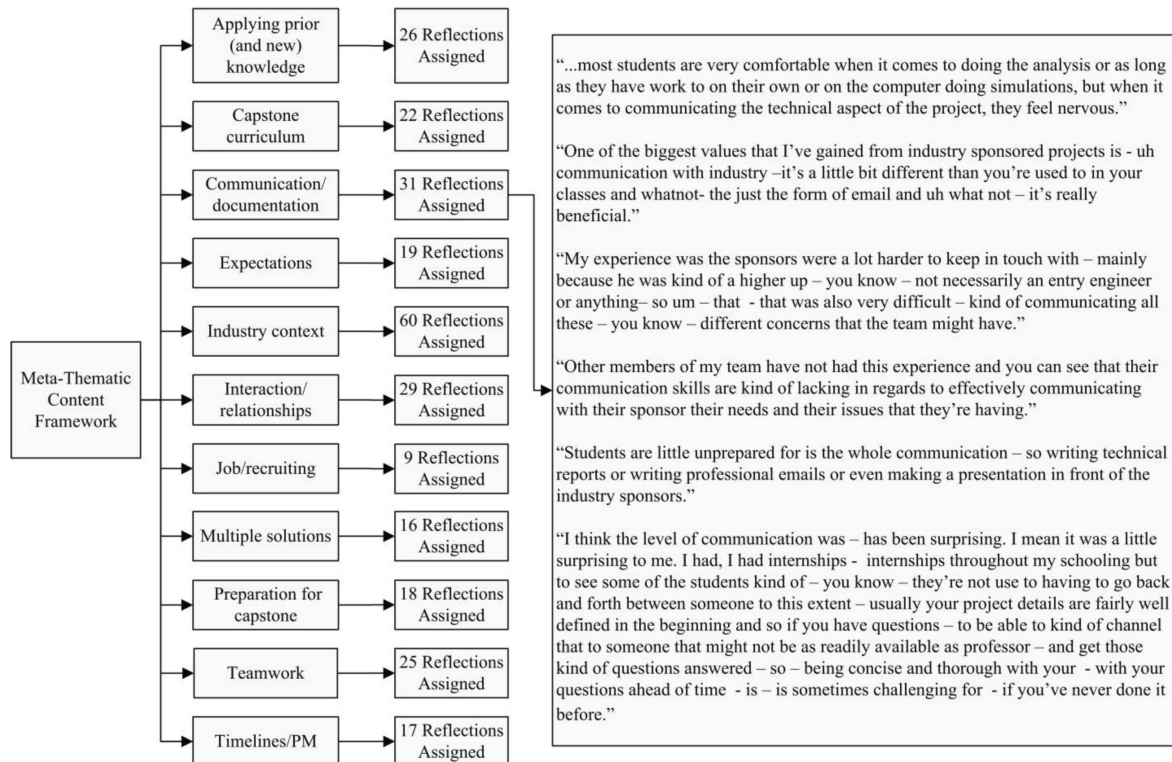 Meta-Thematic
Content
Framework
Applying prior
(and new)
knowledge
26 Reflections
Assigned
Capstone
curriculum
22 Reflections
Assigned
Communication/
documentation
31 Reflections
Assigned
Expectations
19 Reflections
Assigned
Industry context
60 Reflections
Assigned
Interaction/
relationships
29 Reflections
Assigned
Job/recruiting
9 Reflections
Assigned
Multiple solutions
16 Reflections
Assigned
Preparation for
capstone
18 Reflections
Assigned
Teamwork
25 Reflections
Assigned
Timelines/PM
17 Reflections
Assigned
“...most students are very comfortable when it comes to doing the analysis or as long
as they have work to on their own or on the computer doing simulations, but when it
comes to communicating the technical aspect of the project, they feel nervous.”
“One of the biggest values that I’ve gained from industry sponsored projects is - uh
communication with industry –it’s a little bit different than you’re used to in your
classes and whatnot- the just the form of email and uh what not – it’s really
beneficial.”
“My experience was the sponsors were a lot harder to keep in touch with – mainly
because he was kind of a higher up – you know – not necessarily an entry engineer
or anything– so um – that  - that was also very difficult – kind of communicating all
these – you know – different concerns that the team might have.”
“Other members of my team have not had this experience and you can see that their
communication skills are kind of lacking in regards to effectively communicating
with their sponsor their needs and their issues that they’re having.”
“Students are little unprepared for is the whole communication – so writing technical
reports or writing professional emails or even making a presentation in front of the
industry sponsors.”
“I think the level of communication was – has been surprising. I mean it was a little
surprising to me. I had, I had internships -  internships throughout my schooling but
to see some of the students kind of – you know – they’re not use to having to go back
and forth between someone to this extent – usually your project details are fairly well
defined in the beginning and so if you have questions – to be able to kind of channel
that to someone that might not be as readily available as professor – and get those
kind of questions answered – so – being concise and thorough with your  - with your
questions ahead of time  - is – is sometimes challenging for  - if you’ve never done it
before.”